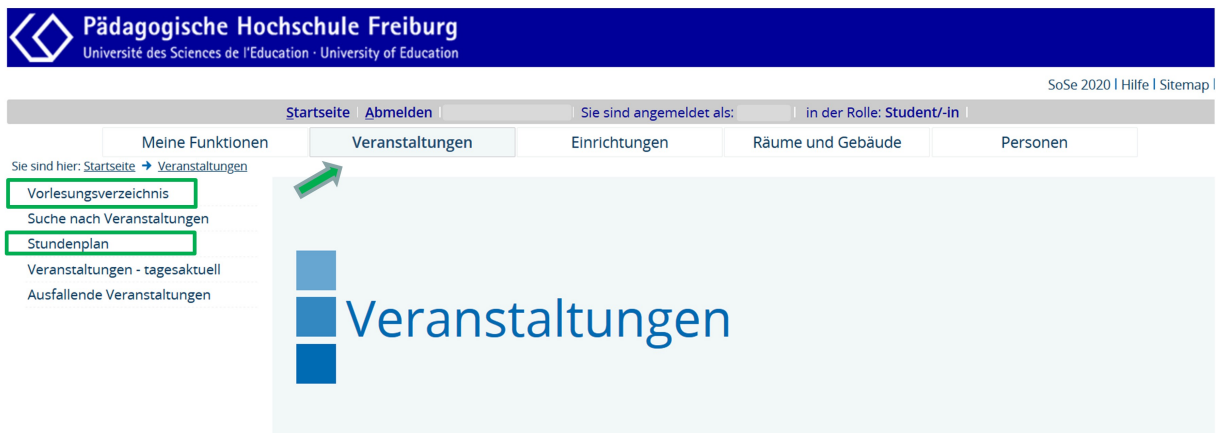 Pädagogische Hochschule Freiburg
Université des Sciences de l'Education · University of Education
SoSe 2020 | Hilfe | Sitemap |
Startseite | Abmelden | | Sie sind angemeldet als: | in der Rolle: Student/-in |
Meine Funktionen Veranstaltungen Einrichtungen Räume und Gebäude Personen
Sie sind hier: Startseite → Veranstaltungen
Vorlesungsverzeichnis
Suche nach Veranstaltungen
Stundenplan
Veranstaltungen - tagesaktuell
Ausfallende Veranstaltungen
Veranstaltungen